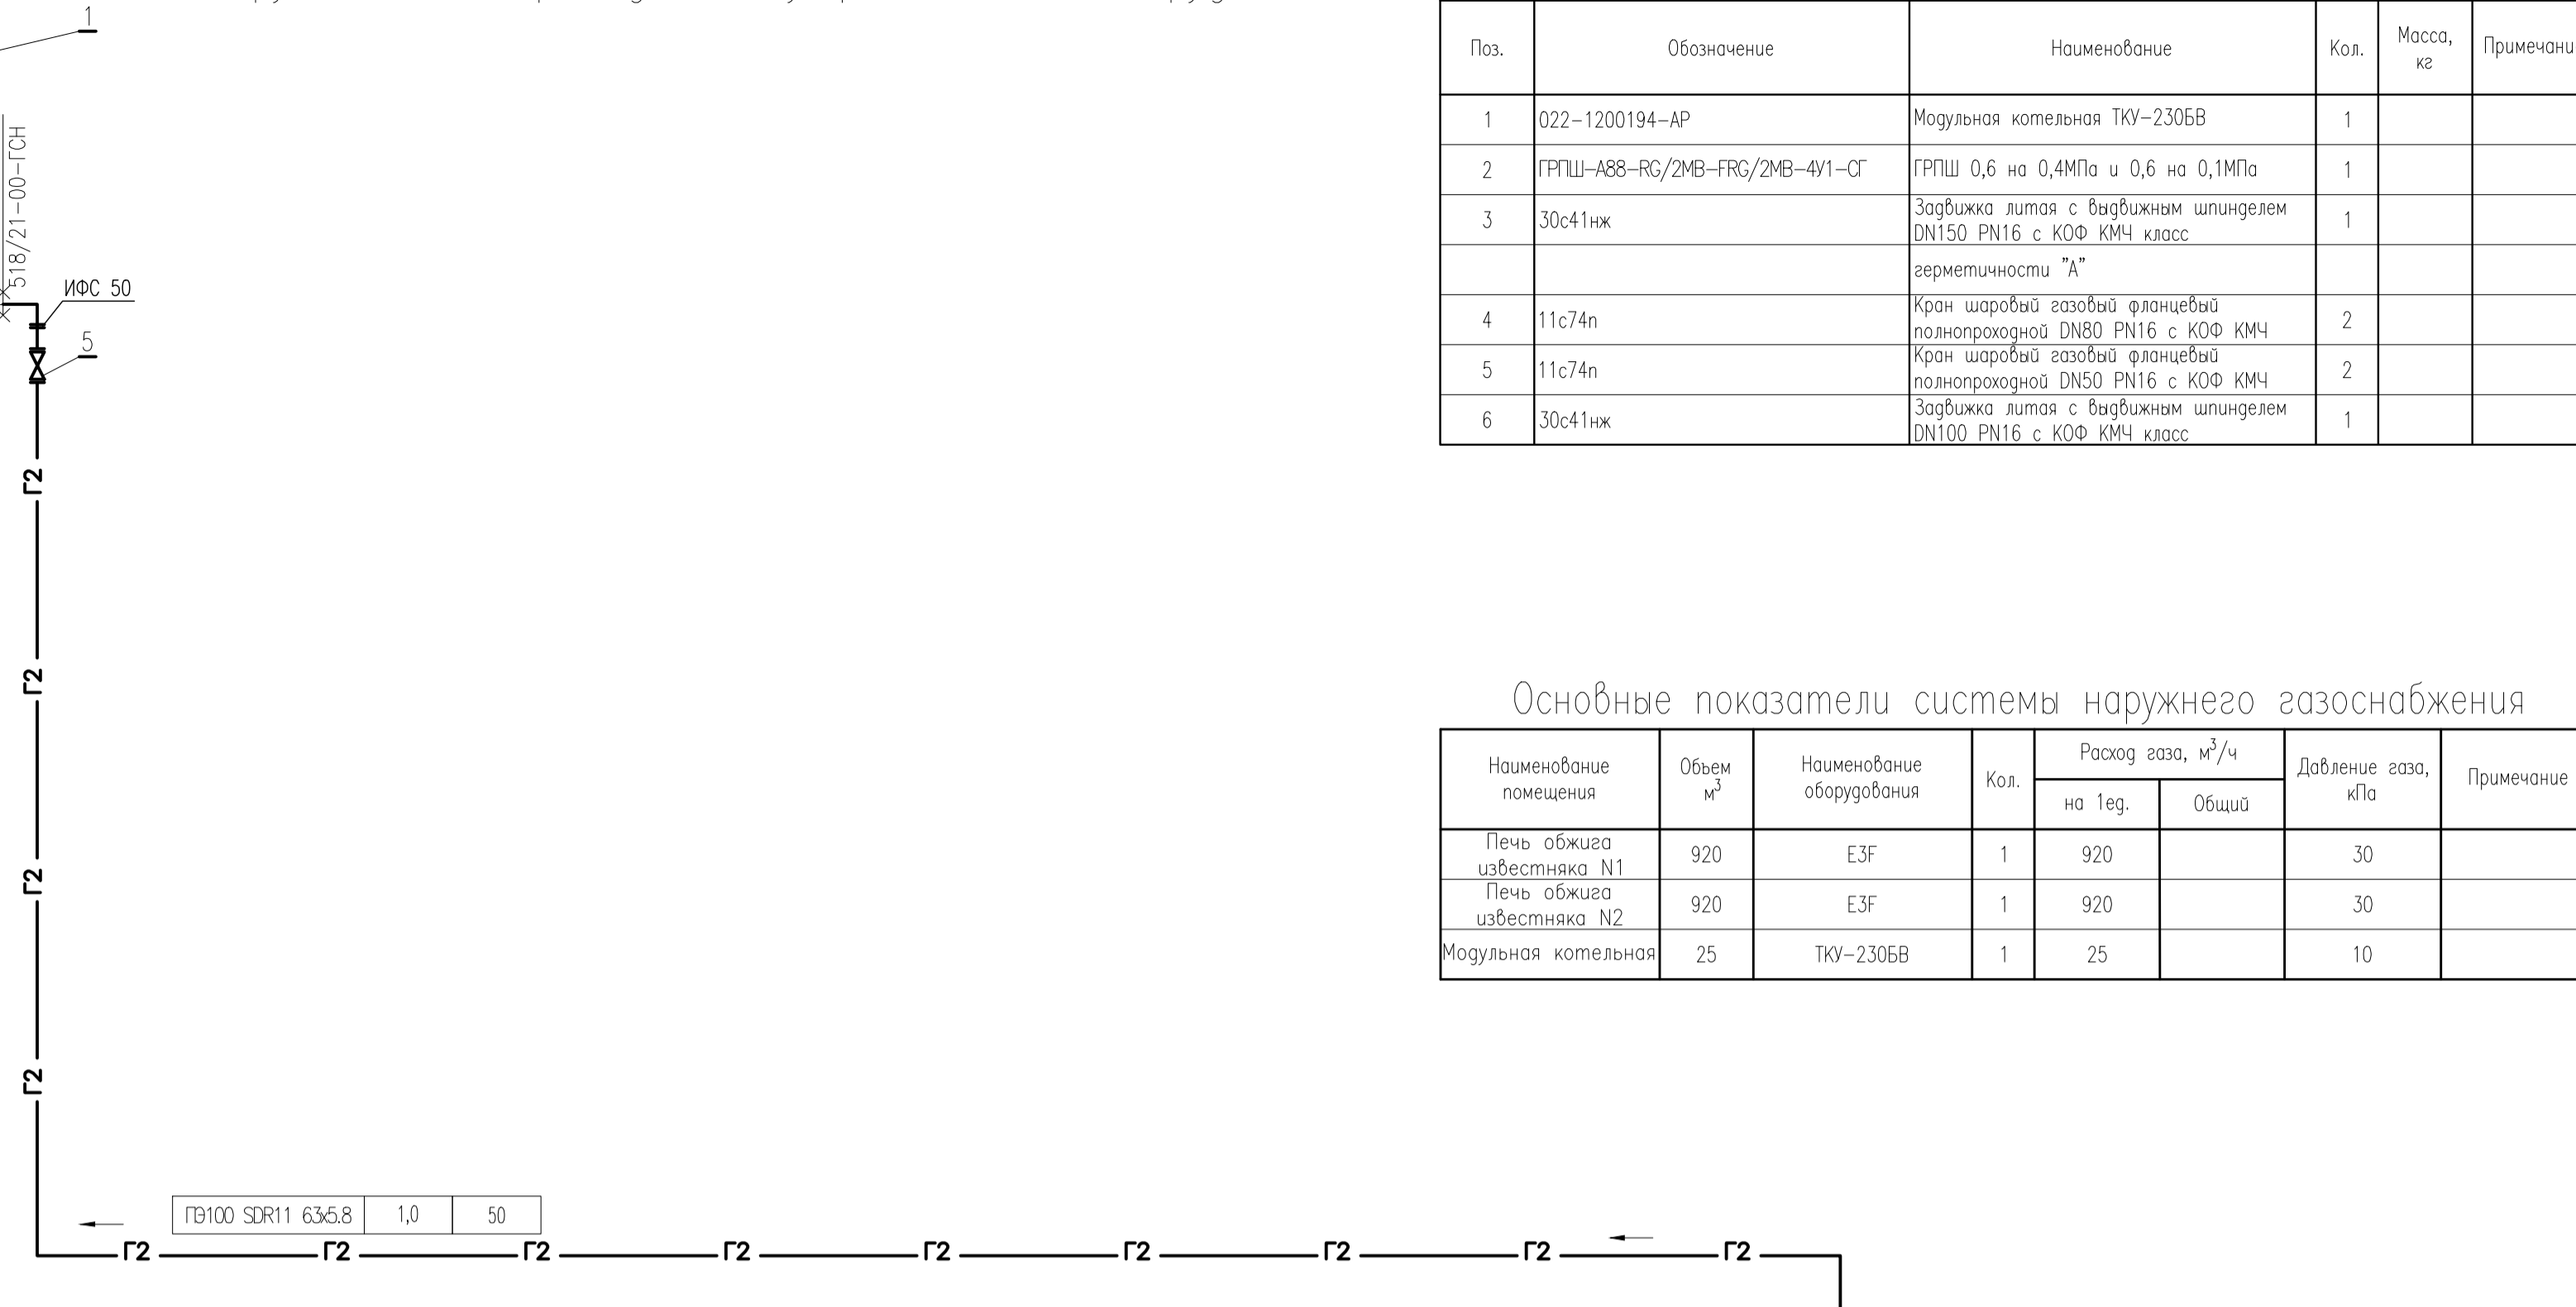 1
518/21-00-ГСН
ИФС 50
5
Г2
Г2
Г2
Г2
ПЭ100 SDR11 63х5.8 1,0 50
Г2 Г2 Г2 Г2 Г2 Г2 Г2 Г2 Г2
Поз. Обозначение Наименование Кол. Масса, кг Примечани
1 022-1200194-АР Модульная котельная ТКУ-230БВ 1
2 ГРПШ-А88-RG/2МВ-FRG/2МВ-4У1-СГ ГРПШ 0,6 на 0,4МПа и 0,6 на 0,1МПа 1
3 30с41нж Задвижка литая с выдвижным шпинделем 1
DN150 PN16 с КОФ КМЧ класс
герметичности "А"
4 11с74п Кран шаровый газовый фланцевый 2
полнопроходной DN80 PN16 с КОФ КМЧ
5 11с74п Кран шаровый газовый фланцевый 2
полнопроходной DN50 PN16 с КОФ КМЧ
6 30с41нж Задвижка литая с выдвижным шпинделем 1
DN100 PN16 с КОФ КМЧ класс
Основные показатели системы наружнего газоснабжения
Наименование помещения Обьем м³ Наименование оборудования Кол. Расход газа, м³/ч Давление газа, кПа Примечание
на 1ед. Общий
Печь обжига известняка N1 920 E3F 1 920 30
Печь обжига известняка N2 920 E3F 1 920 30
Модульная котельная 25 ТКУ-230БВ 1 25 10